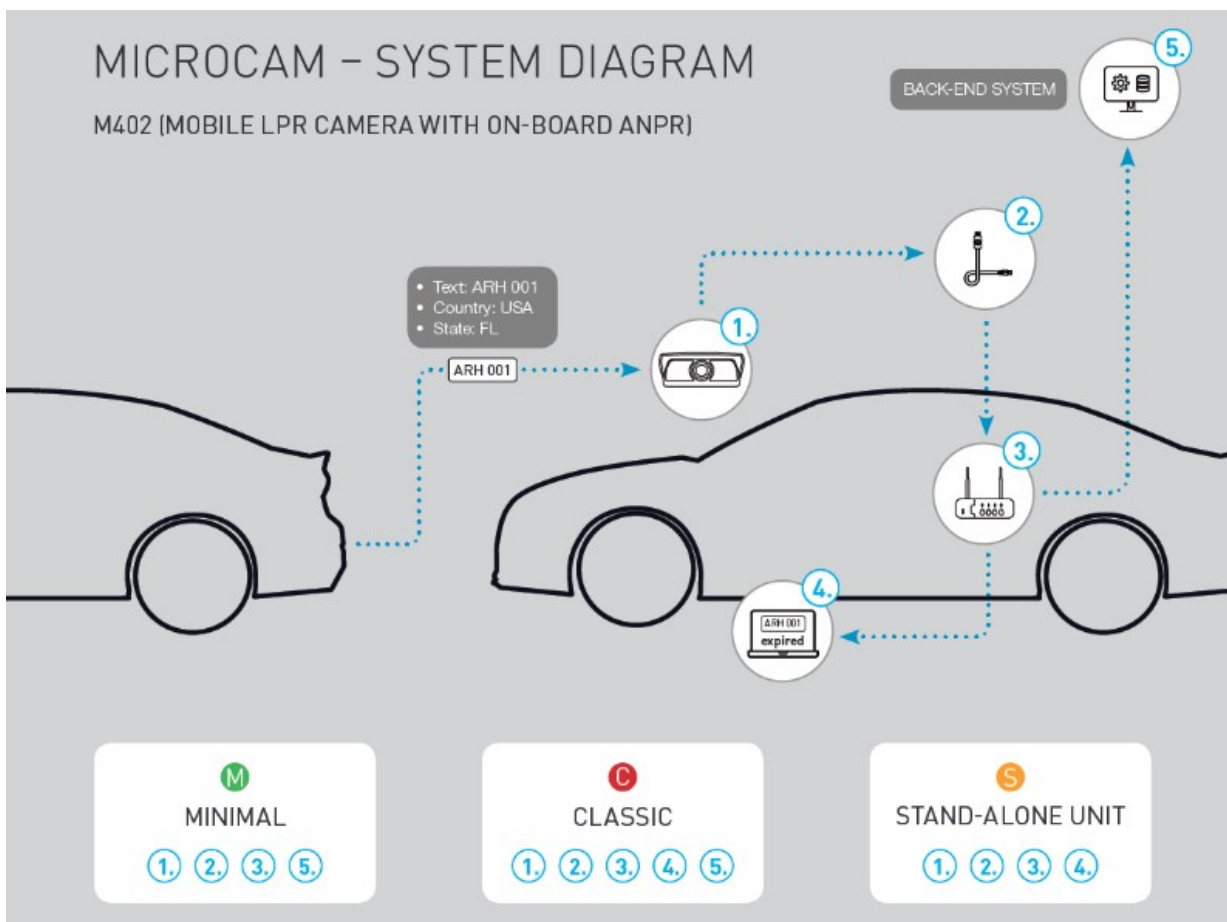 MICROCAM – SYSTEM DIAGRAM
M402 (MOBILE LPR CAMERA WITH ON-BOARD ANPR)
BACK-END SYSTEM
5.
2.
• Text: ARH 001
• Country: USA
• State: FL
ARH 001
1.
3.
4.
ARH 001
expired
M
MINIMAL
1. 2. 3. 5.
C
CLASSIC
1. 2. 3. 4. 5.
S
STAND-ALONE UNIT
1. 2. 3. 4.